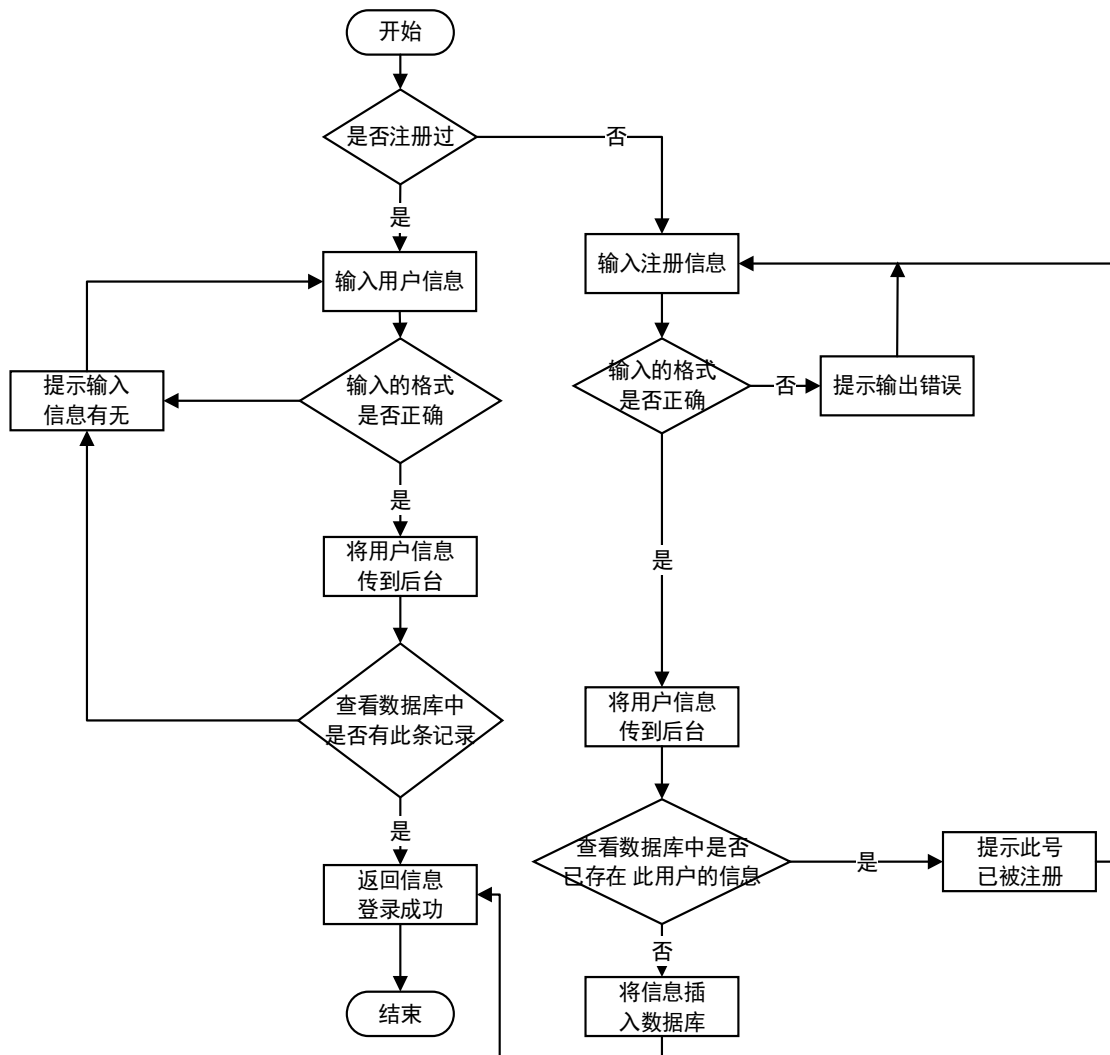 开始
是否注册过
否
是
输入用户信息
输入注册信息
提示输入
信息有无
输入的格式
是否正确
输入的格式
是否正确
否
提示输出错误
是
将用户信息
传到后台
是
查看数据库中
是否有此条记录
将用户信息
传到后台
是
查看数据库中是否
已存在 此用户的信息
是
提示此号
已被注册
返回信息
登录成功
否
将信息插
入数据库
结束